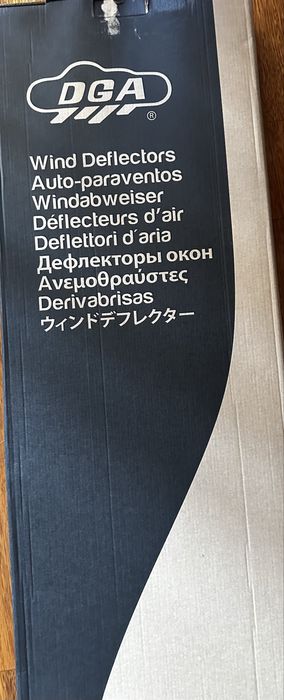 DGA
®
Wind Deflectors
Auto-paraventos
Windabweiser
Déflecteurs d'air
Deflettori d'aria
Дефлекторы окон
Ανεμοθραύστες
Derivabrisas
ウィンドデフレクター